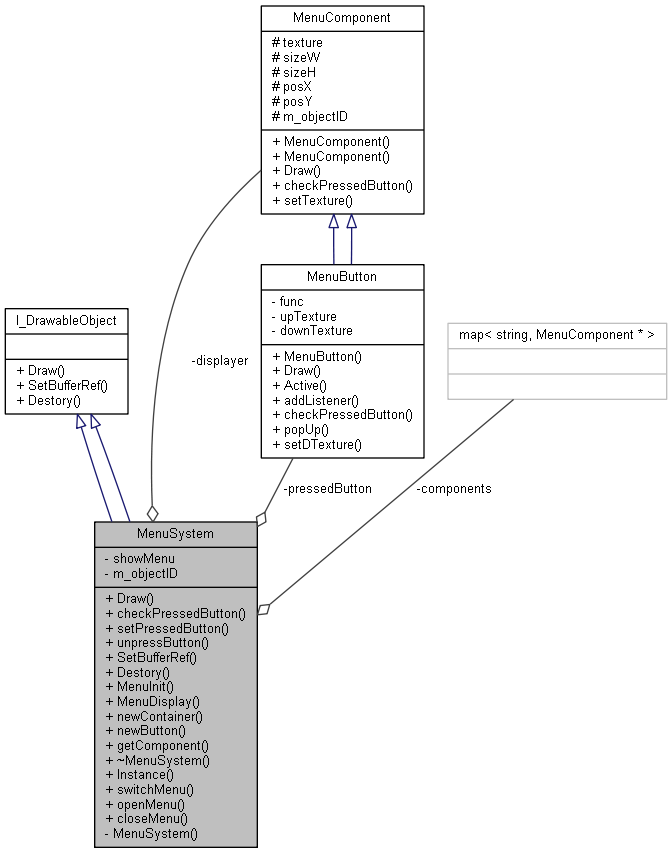 MenuComponent
# texture
# sizeW
# sizeH
# posX
# posY
# m_objectID
+ MenuComponent()
+ MenuComponent()
+ Draw()
+ checkPressedButton()
+ setTexture()
MenuButton
- func
- upTexture
- downTexture
+ MenuButton()
+ Draw()
+ Active()
+ addListener()
+ checkPressedButton()
+ popUp()
+ setDTexture()
I_DrawableObject
+ Draw()
+ SetBufferRef()
+ Destory()
map< string, MenuComponent * >
-displayer
-pressedButton
-components
MenuSystem
- showMenu
- m_objectID
+ Draw()
+ checkPressedButton()
+ setPressedButton()
+ unpressButton()
+ SetBufferRef()
+ Destory()
+ MenuInit()
+ MenuDisplay()
+ newContainer()
+ newButton()
+ getComponent()
+ ~MenuSystem()
+ Instance()
+ switchMenu()
+ openMenu()
+ closeMenu()
- MenuSystem()